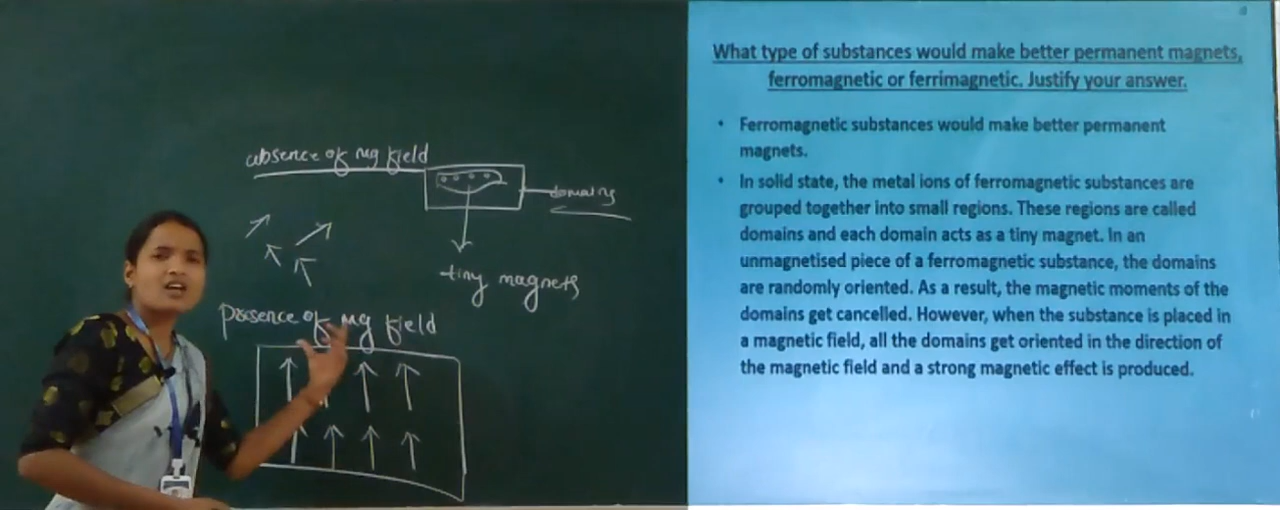 absence of mg field
domains
tiny magnets
presence of mg field
What type of substances would make better permanent magnets,
ferromagnetic or ferrimagnetic. Justify your answer.
• Ferromagnetic substances would make better permanent
magnets.
• In solid state, the metal ions of ferromagnetic substances are
grouped together into small regions. These regions are called
domains and each domain acts as a tiny magnet. In an
unmagnetised piece of a ferromagnetic substance, the domains
are randomly oriented. As a result, the magnetic moments of the
domains get cancelled. However, when the substance is placed in
a magnetic field, all the domains get oriented in the direction of
the magnetic field and a strong magnetic effect is produced.